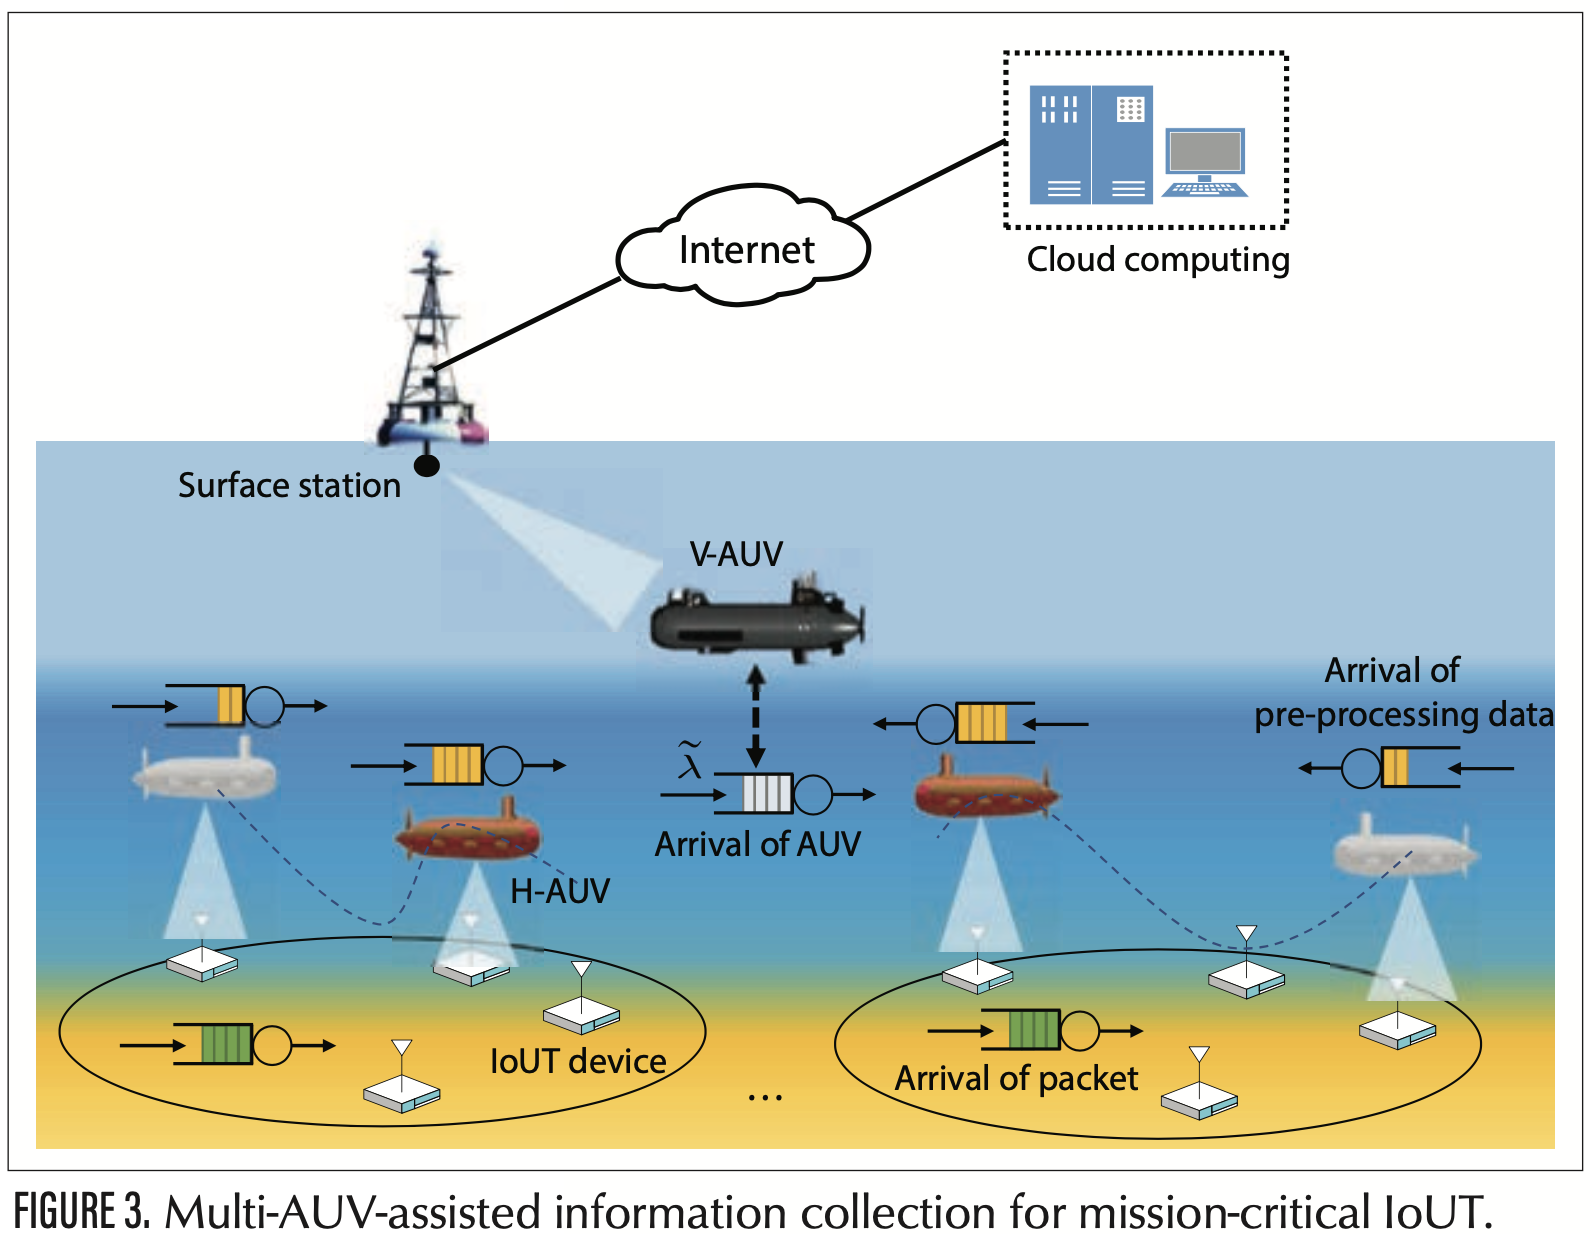 Internet
Cloud computing
Surface station
V-AUV
Arrival of
pre-processing data
λ̃
Arrival of AUV
H-AUV
IoUT device
Arrival of packet
...
FIGURE 3. Multi-AUV-assisted information collection for mission-critical IoUT.